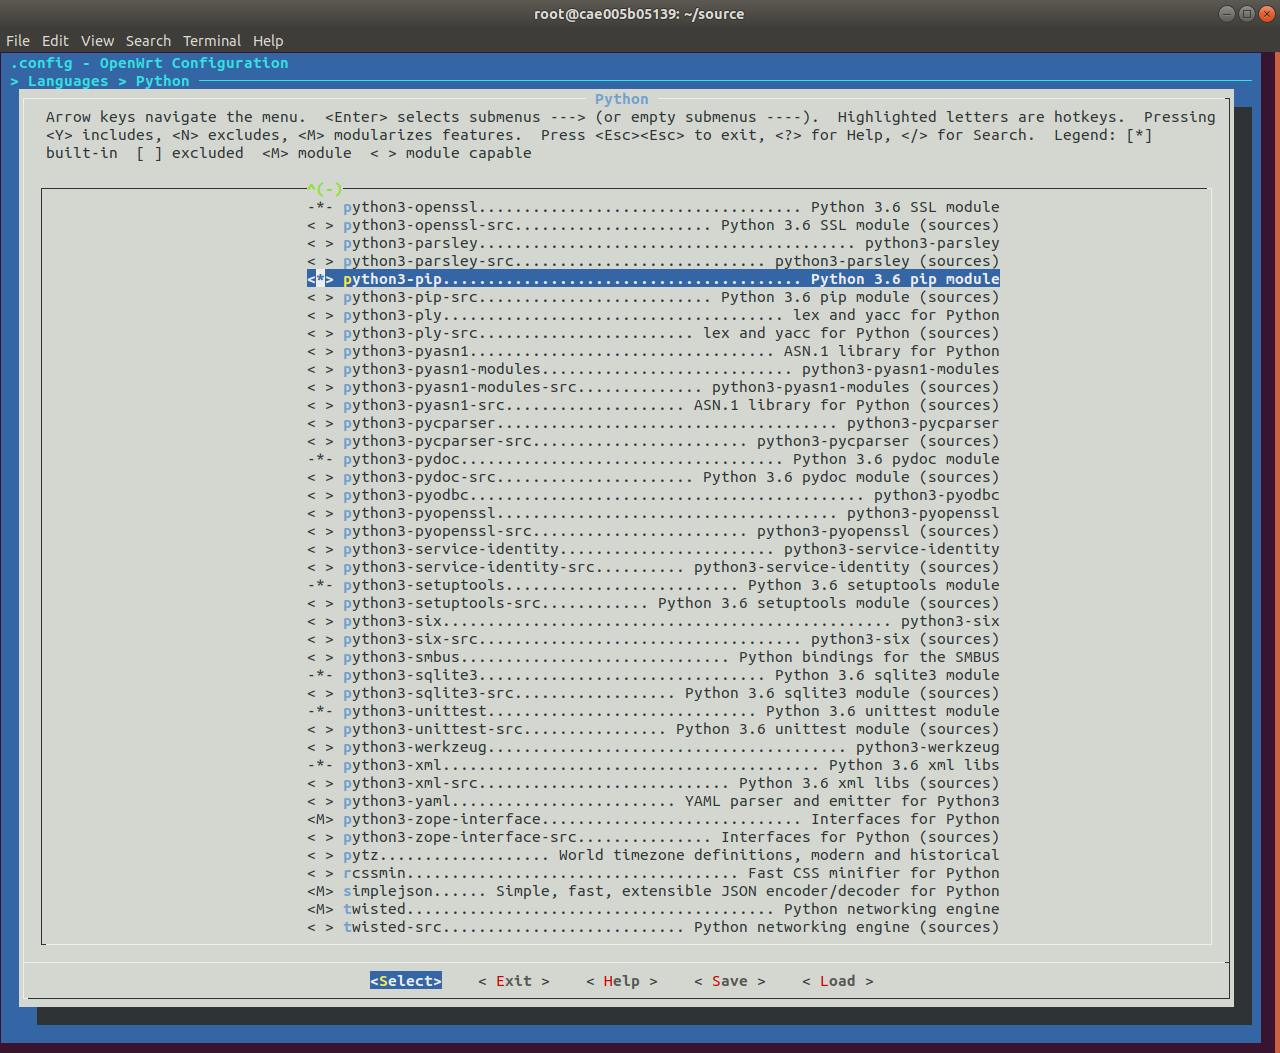 root@cae005b05139: ~/source
File Edit View Search Terminal Help
.config - OpenWrt Configuration
> Languages > Python
Python
Arrow keys navigate the menu.  <Enter> selects submenus ---> (or empty submenus ----).  Highlighted letters are hotkeys.  Pressing
<Y> includes, <N> excludes, <M> modularizes features.  Press <Esc><Esc> to exit, <?> for Help, </> for Search.  Legend: [*]
built-in  [ ] excluded  <M> module  < > module capable
^(-)
-*- python3-openssl.................................... Python 3.6 SSL module
< > python3-openssl-src...................... Python 3.6 SSL module (sources)
< > python3-parsley.......................................... python3-parsley
< > python3-parsley-src............................ python3-parsley (sources)
<*> python3-pip........................................ Python 3.6 pip module
< > python3-pip-src.......................... Python 3.6 pip module (sources)
< > python3-ply...................................... lex and yacc for Python
< > python3-ply-src........................ lex and yacc for Python (sources)
< > python3-pyasn1.................................. ASN.1 library for Python
< > python3-pyasn1-modules............................ python3-pyasn1-modules
< > python3-pyasn1-modules-src.............. python3-pyasn1-modules (sources)
< > python3-pyasn1-src.................... ASN.1 library for Python (sources)
< > python3-pycparser...................................... python3-pycparser
< > python3-pycparser-src........................ python3-pycparser (sources)
-*- python3-pydoc.................................... Python 3.6 pydoc module
< > python3-pydoc-src...................... Python 3.6 pydoc module (sources)
< > python3-pyodbc............................................ python3-pyodbc
< > python3-pyopenssl...................................... python3-pyopenssl
< > python3-pyopenssl-src........................ python3-pyopenssl (sources)
< > python3-service-identity........................ python3-service-identity
< > python3-service-identity-src.......... python3-service-identity (sources)
-*- python3-setuptools.......................... Python 3.6 setuptools module
< > python3-setuptools-src............ Python 3.6 setuptools module (sources)
< > python3-six.................................................. python3-six
< > python3-six-src.................................... python3-six (sources)
< > python3-smbus.............................. Python bindings for the SMBUS
-*- python3-sqlite3................................ Python 3.6 sqlite3 module
< > python3-sqlite3-src.................. Python 3.6 sqlite3 module (sources)
-*- python3-unittest.............................. Python 3.6 unittest module
< > python3-unittest-src................ Python 3.6 unittest module (sources)
< > python3-werkzeug........................................ python3-werkzeug
-*- python3-xml.......................................... Python 3.6 xml libs
< > python3-xml-src............................ Python 3.6 xml libs (sources)
< > python3-yaml......................... YAML parser and emitter for Python3
<M> python3-zope-interface............................. Interfaces for Python
< > python3-zope-interface-src............... Interfaces for Python (sources)
< > pytz................... World timezone definitions, modern and historical
< > rcssmin..................................... Fast CSS minifier for Python
<M> simplejson...... Simple, fast, extensible JSON encoder/decoder for Python
<M> twisted......................................... Python networking engine
< > twisted-src........................... Python networking engine (sources)
<Select>    < Exit >    < Help >    < Save >    < Load >